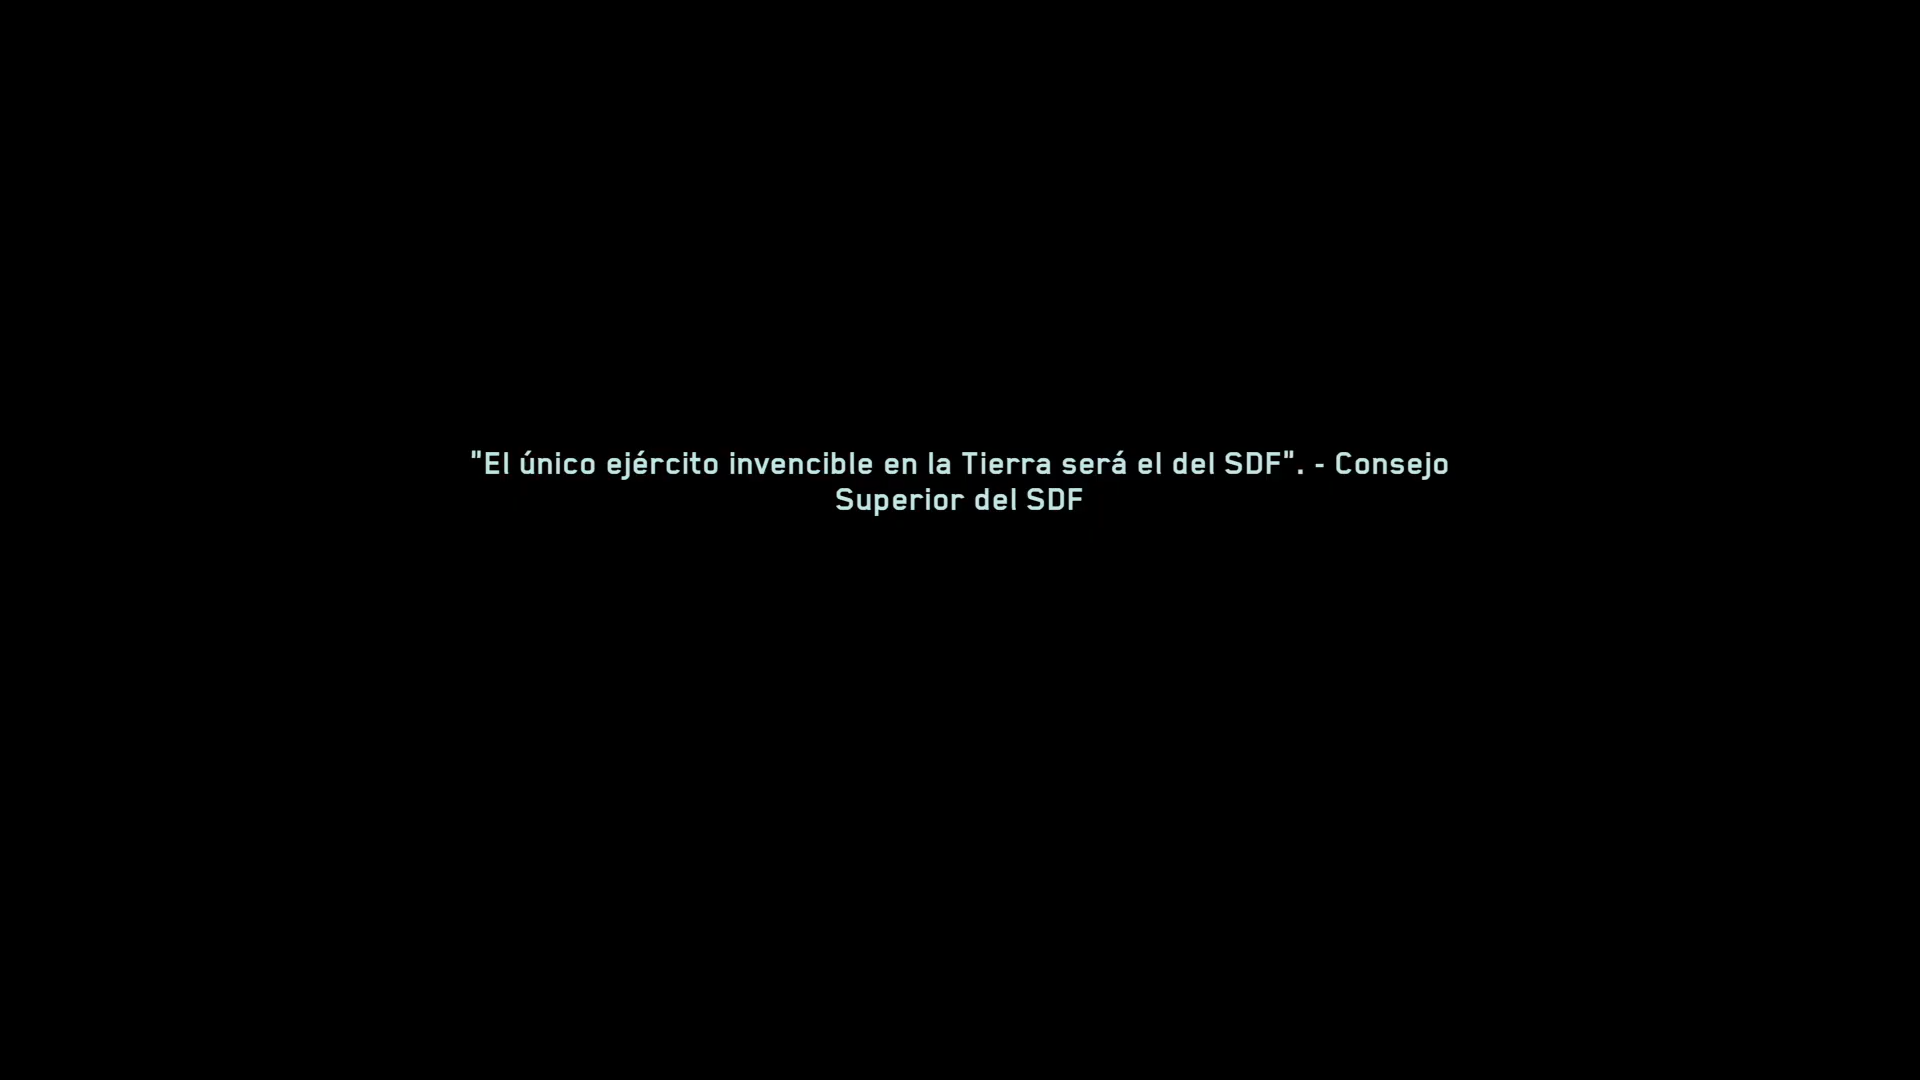 "El único ejército invencible en la Tierra será el del SDF". - Consejo
Superior del SDF